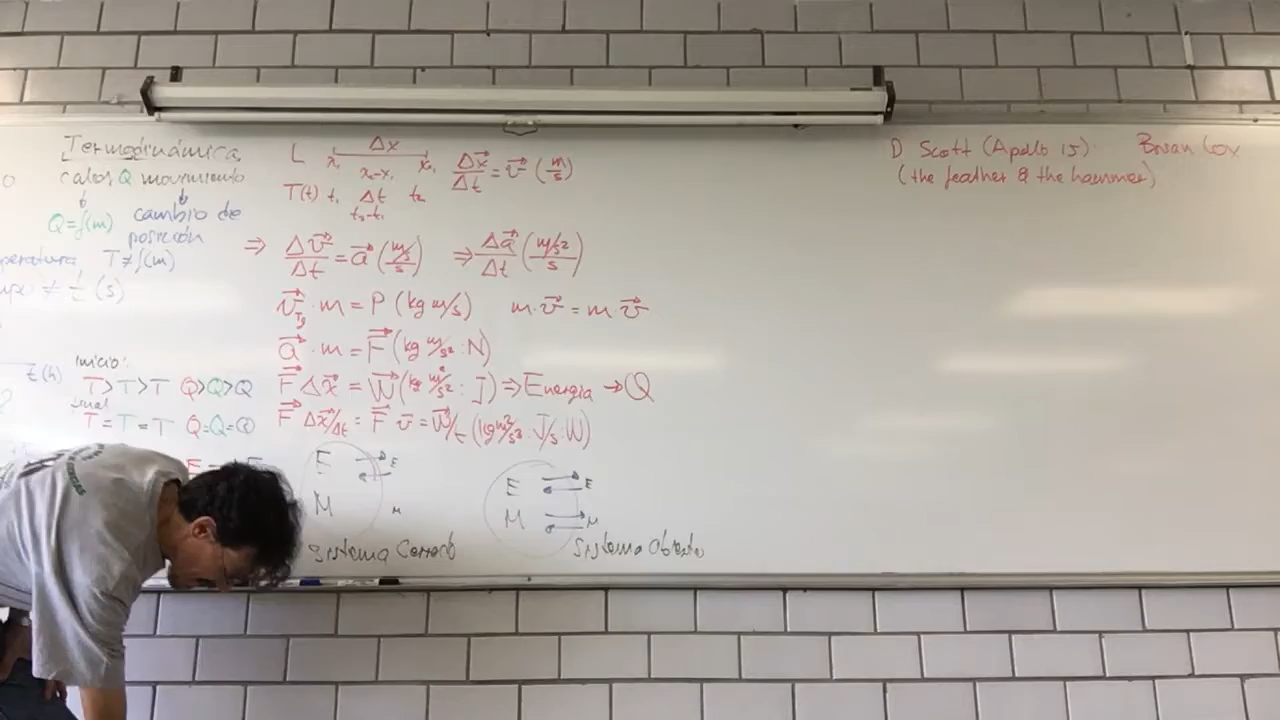 Termodinámica
calor Q movimiento
Q=f(m) cambio de
posición
peratura T≠f(m)
(s)
t(h)
inicio:
T>T>T Q>Q>Q
final
T=T=T Q=Q=Q
L Δx
x₂-x₁
T(t) t₁ Δt t₂
t₂-t₁
Δx⃗/Δt = v⃗ (m/s)
⇒ Δv⃗/Δt = a⃗ (m/s/s) ⇒ Δa⃗/Δt (m/s²/s)
v⃗ · m = P (kg m/s) m·v⃗ = m·v⃗
a⃗ · m = F⃗ (kg m/s² : N)
F⃗ Δx⃗ = W⃗ (kg m²/s² : J) ⇒ Energía → Q
F⃗ Δx⃗/Δt = F⃗ v⃗ = W⃗/t (kg m²/s³ : J/s : W)
E E
M M
Sistema Cerrado
E E
M M
Sistema Abierto
D Scott (Apollo 15) Brian Cox
(the feather & the hammer)